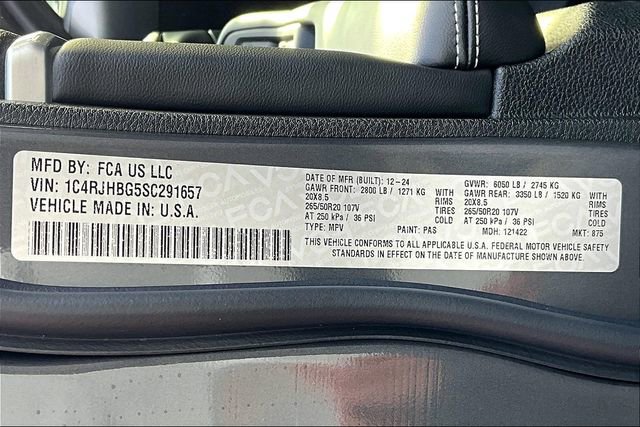 MFD BY: FCA US LLC
VIN: 1C4RJHBG5SC291657
VEHICLE MADE IN: U.S.A.
DATE OF MFR (BUILT): 12-24 GVWR: 6050 LB / 2745 KG
GAWR FRONT: 2800 LB / 1271 KG WITH GAWR REAR: 3350 LB / 1520 KG WITH
20X8.5 RIMS 20X8.5 RIMS
265/50R20 107V TIRES 265/50R20 107V TIRES
AT 250 kPa / 36 PSI COLD AT 250 kPa / 36 PSI COLD
TYPE: MPV PAINT: PAS MDH: 121422 MKT: 875
THIS VEHICLE CONFORMS TO ALL APPLICABLE U.S.A. FEDERAL MOTOR VEHICLE SAFETY
STANDARDS IN EFFECT ON THE DATE OF MANUFACTURE SHOWN ABOVE.